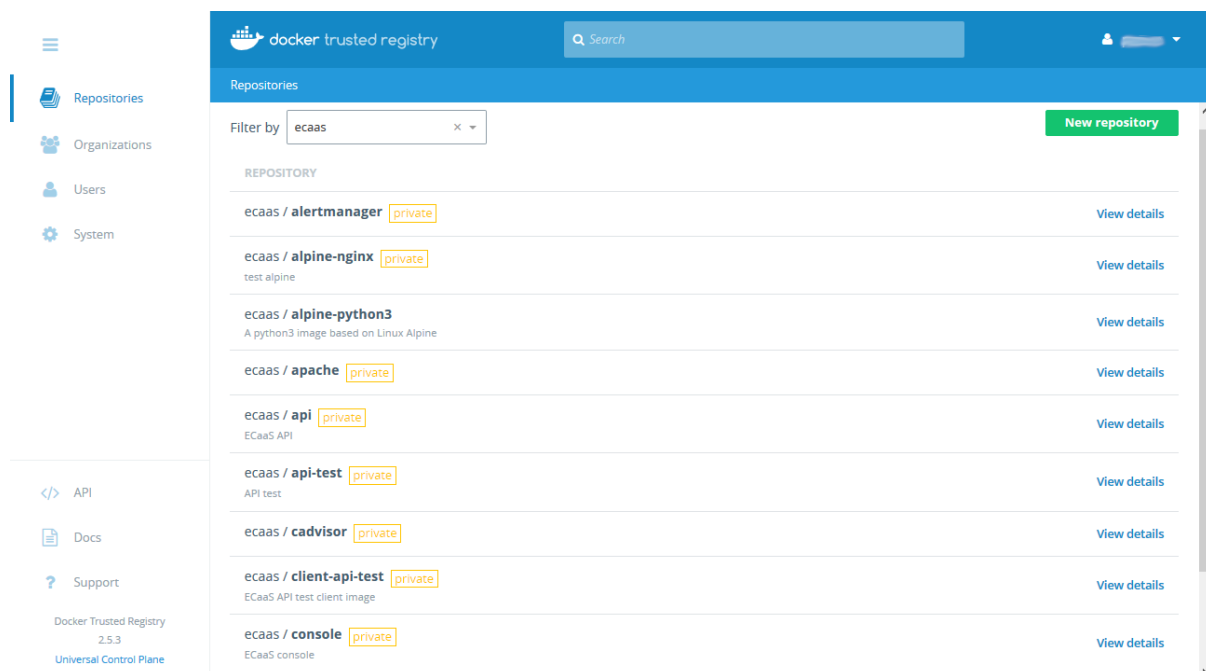 docker trusted registry
Search
Repositories
Organizations
Users
System
API
Docs
Support
Docker Trusted Registry
2.5.3
Universal Control Plane
Repositories
Filter by ecaas
New repository
REPOSITORY
ecaas / alertmanager private View details
ecaas / alpine-nginx private View details
test alpine
ecaas / alpine-python3 View details
A python3 image based on Linux Alpine
ecaas / apache private View details
ecaas / api private View details
ECaaS API
ecaas / api-test private View details
API test
ecaas / cadvisor private View details
ecaas / client-api-test private View details
ECaaS API test client image
ecaas / console private View details
ECaaS console